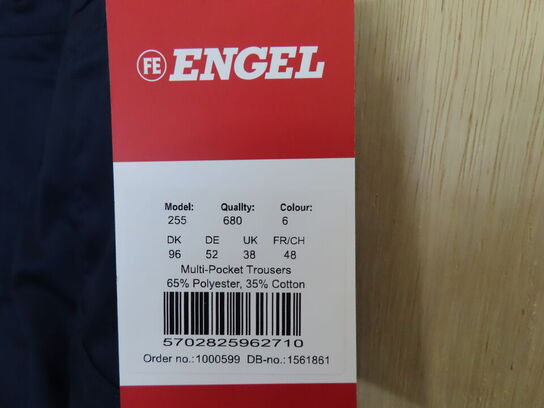 FE ENGEL
Model: Quality: Colour:
255 680 6
DK DE UK FR/CH
96 52 38 48
Multi-Pocket Trousers
65% Polyester, 35% Cotton
5702825962710
Order no.:1000599 DB-no.:1561861